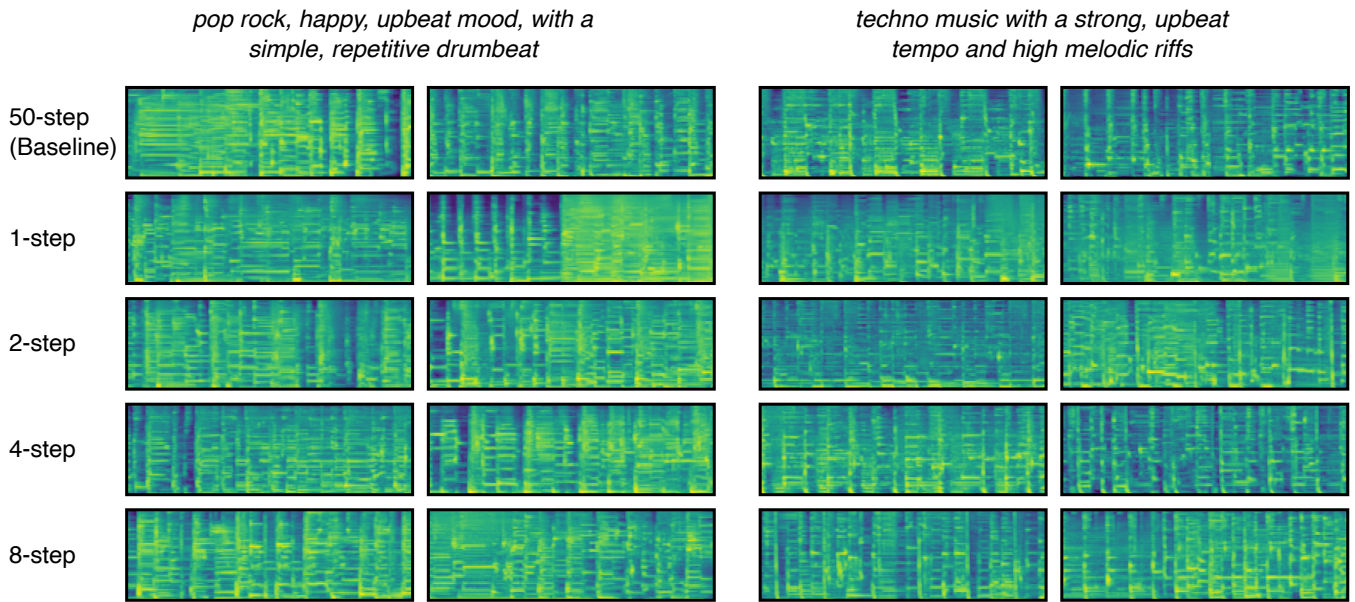 pop rock, happy, upbeat mood, with a
simple, repetitive drumbeat
techno music with a strong, upbeat
tempo and high melodic riffs
50-step
(Baseline)
1-step
2-step
4-step
8-step